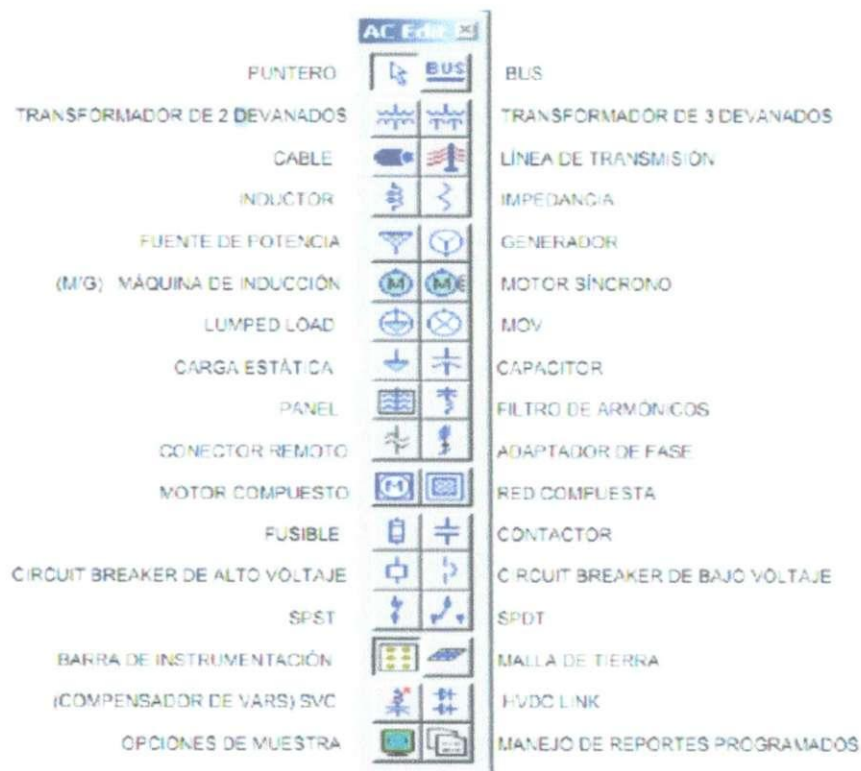 AC Edit
PUNTERO BUS BUS
TRANSFORMADOR DE 2 DEVANADOS TRANSFORMADOR DE 3 DEVANADOS
CABLE LÍNEA DE TRANSMISIÓN
INDUCTOR IMPEDANCIA
FUENTE DE POTENCIA GENERADOR
(M/G) MÁQUINA DE INDUCCIÓN M M MOTOR SÍNCRONO
LUMPED LOAD MOV
CARGA ESTÁTICA CAPACITOR
PANEL FILTRO DE ARMÓNICOS
CONECTOR REMOTO ADAPTADOR DE FASE
MOTOR COMPUESTO M RED COMPUESTA
FUSIBLE CONTACTOR
CIRCUIT BREAKER DE ALTO VOLTAJE CIRCUIT BREAKER DE BAJO VOLTAJE
SPST SPDT
BARRA DE INSTRUMENTACIÓN MALLA DE TIERRA
(COMPENSADOR DE VARS) SVC HVDC LINK
OPCIONES DE MUESTRA MANEJO DE REPORTES PROGRAMADOS